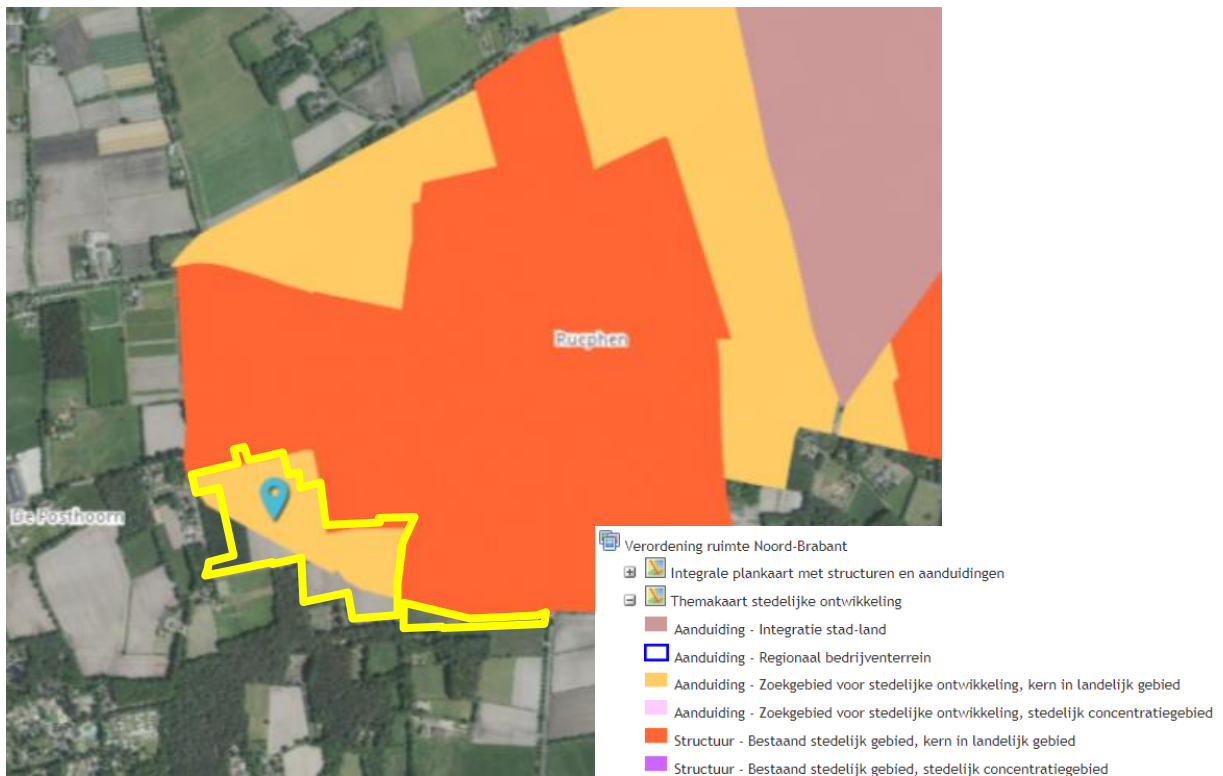 Rucphen
De Posthoorn
Verordening ruimte Noord-Brabant
Integrale plankaart met structuren en aanduidingen
Themakaart stedelijke ontwikkeling
Aanduiding - Integratie stad-land
Aanduiding - Regionaal bedrijventerrein
Aanduiding - Zoekgebied voor stedelijke ontwikkeling, kern in landelijk gebied
Aanduiding - Zoekgebied voor stedelijke ontwikkeling, stedelijk concentratiegebied
Structuur - Bestaand stedelijk gebied, kern in landelijk gebied
Structuur - Bestaand stedelijk gebied, stedelijk concentratiegebied